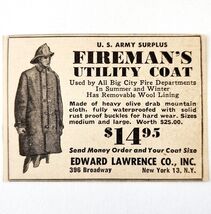 U. S. ARMY SURPLUS
FIREMAN'S
UTILITY COAT
Used by All Big City Fire Departments
In Summer and Winter
Has Removable Wool Lining
Made of heavy olive drab mountain
cloth, fully ventilated with solid
rust proof buckles for hard wear. Sizes
medium and large. Worth $25.00.
$14.95
Send Money Order and Your Coat Size
EDWARD LAWRENCE CO., INC.
396 Broadway New York 13, N.Y.